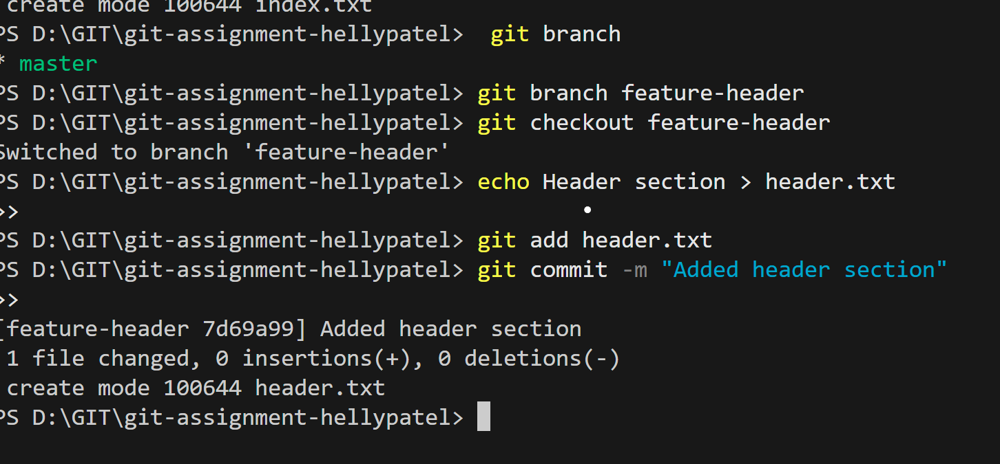 create mode 100644 index.txt
PS D:\GIT\git-assignment-hellypatel>  git branch
* master
PS D:\GIT\git-assignment-hellypatel> git branch feature-header
PS D:\GIT\git-assignment-hellypatel> git checkout feature-header
Switched to branch 'feature-header'
PS D:\GIT\git-assignment-hellypatel> echo Header section > header.txt
>>
PS D:\GIT\git-assignment-hellypatel> git add header.txt
PS D:\GIT\git-assignment-hellypatel> git commit -m "Added header section"
>>
[feature-header 7d69a99] Added header section
 1 file changed, 0 insertions(+), 0 deletions(-)
 create mode 100644 header.txt
PS D:\GIT\git-assignment-hellypatel>